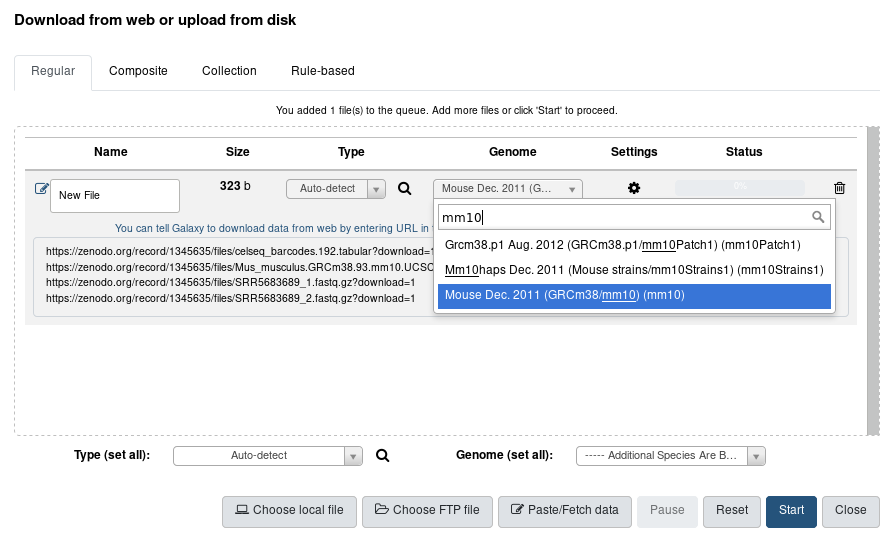 Download from web or upload from disk
Regular Composite Collection Rule-based
You added 1 file(s) to the queue. Add more files or click 'Start' to proceed.
Name Size Type Genome Settings Status
New File 323 b Auto-detect Mouse Dec. 2011 (G... 0%
mm10
You can tell Galaxy to download data from web by entering URL in
Grcm38.p1 Aug. 2012 (GRCm38.p1/mm10Patch1) (mm10Patch1)
Mm10haps Dec. 2011 (Mouse strains/mm10Strains1) (mm10Strains1)
Mouse Dec. 2011 (GRCm38/mm10) (mm10)
https://zenodo.org/record/1345635/files/celseq_barcodes.192.tabular?download=1
https://zenodo.org/record/1345635/files/Mus_musculus.GRCm38.93.mm10.UCSC
https://zenodo.org/record/1345635/files/SRR5683689_1.fastq.gz?download=1
https://zenodo.org/record/1345635/files/SRR5683689_2.fastq.gz?download=1
Type (set all): Auto-detect Genome (set all): ----- Additional Species Are B...
Choose local file Choose FTP file Paste/Fetch data Pause Reset Start Close